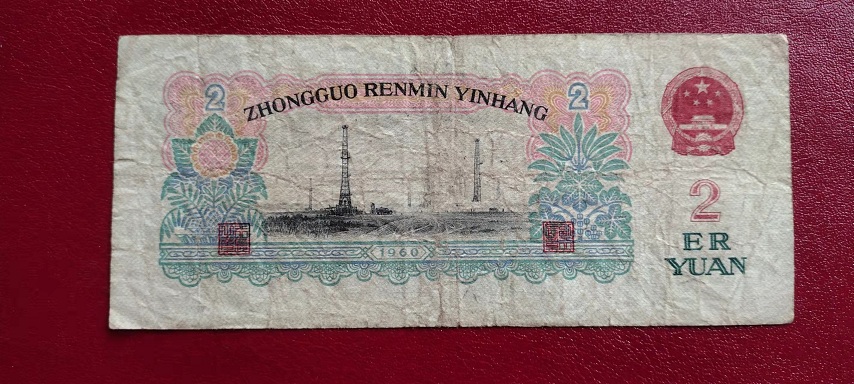 2
ZHONGGUO RENMIN YINHANG
2
1960
2
ER
YUAN